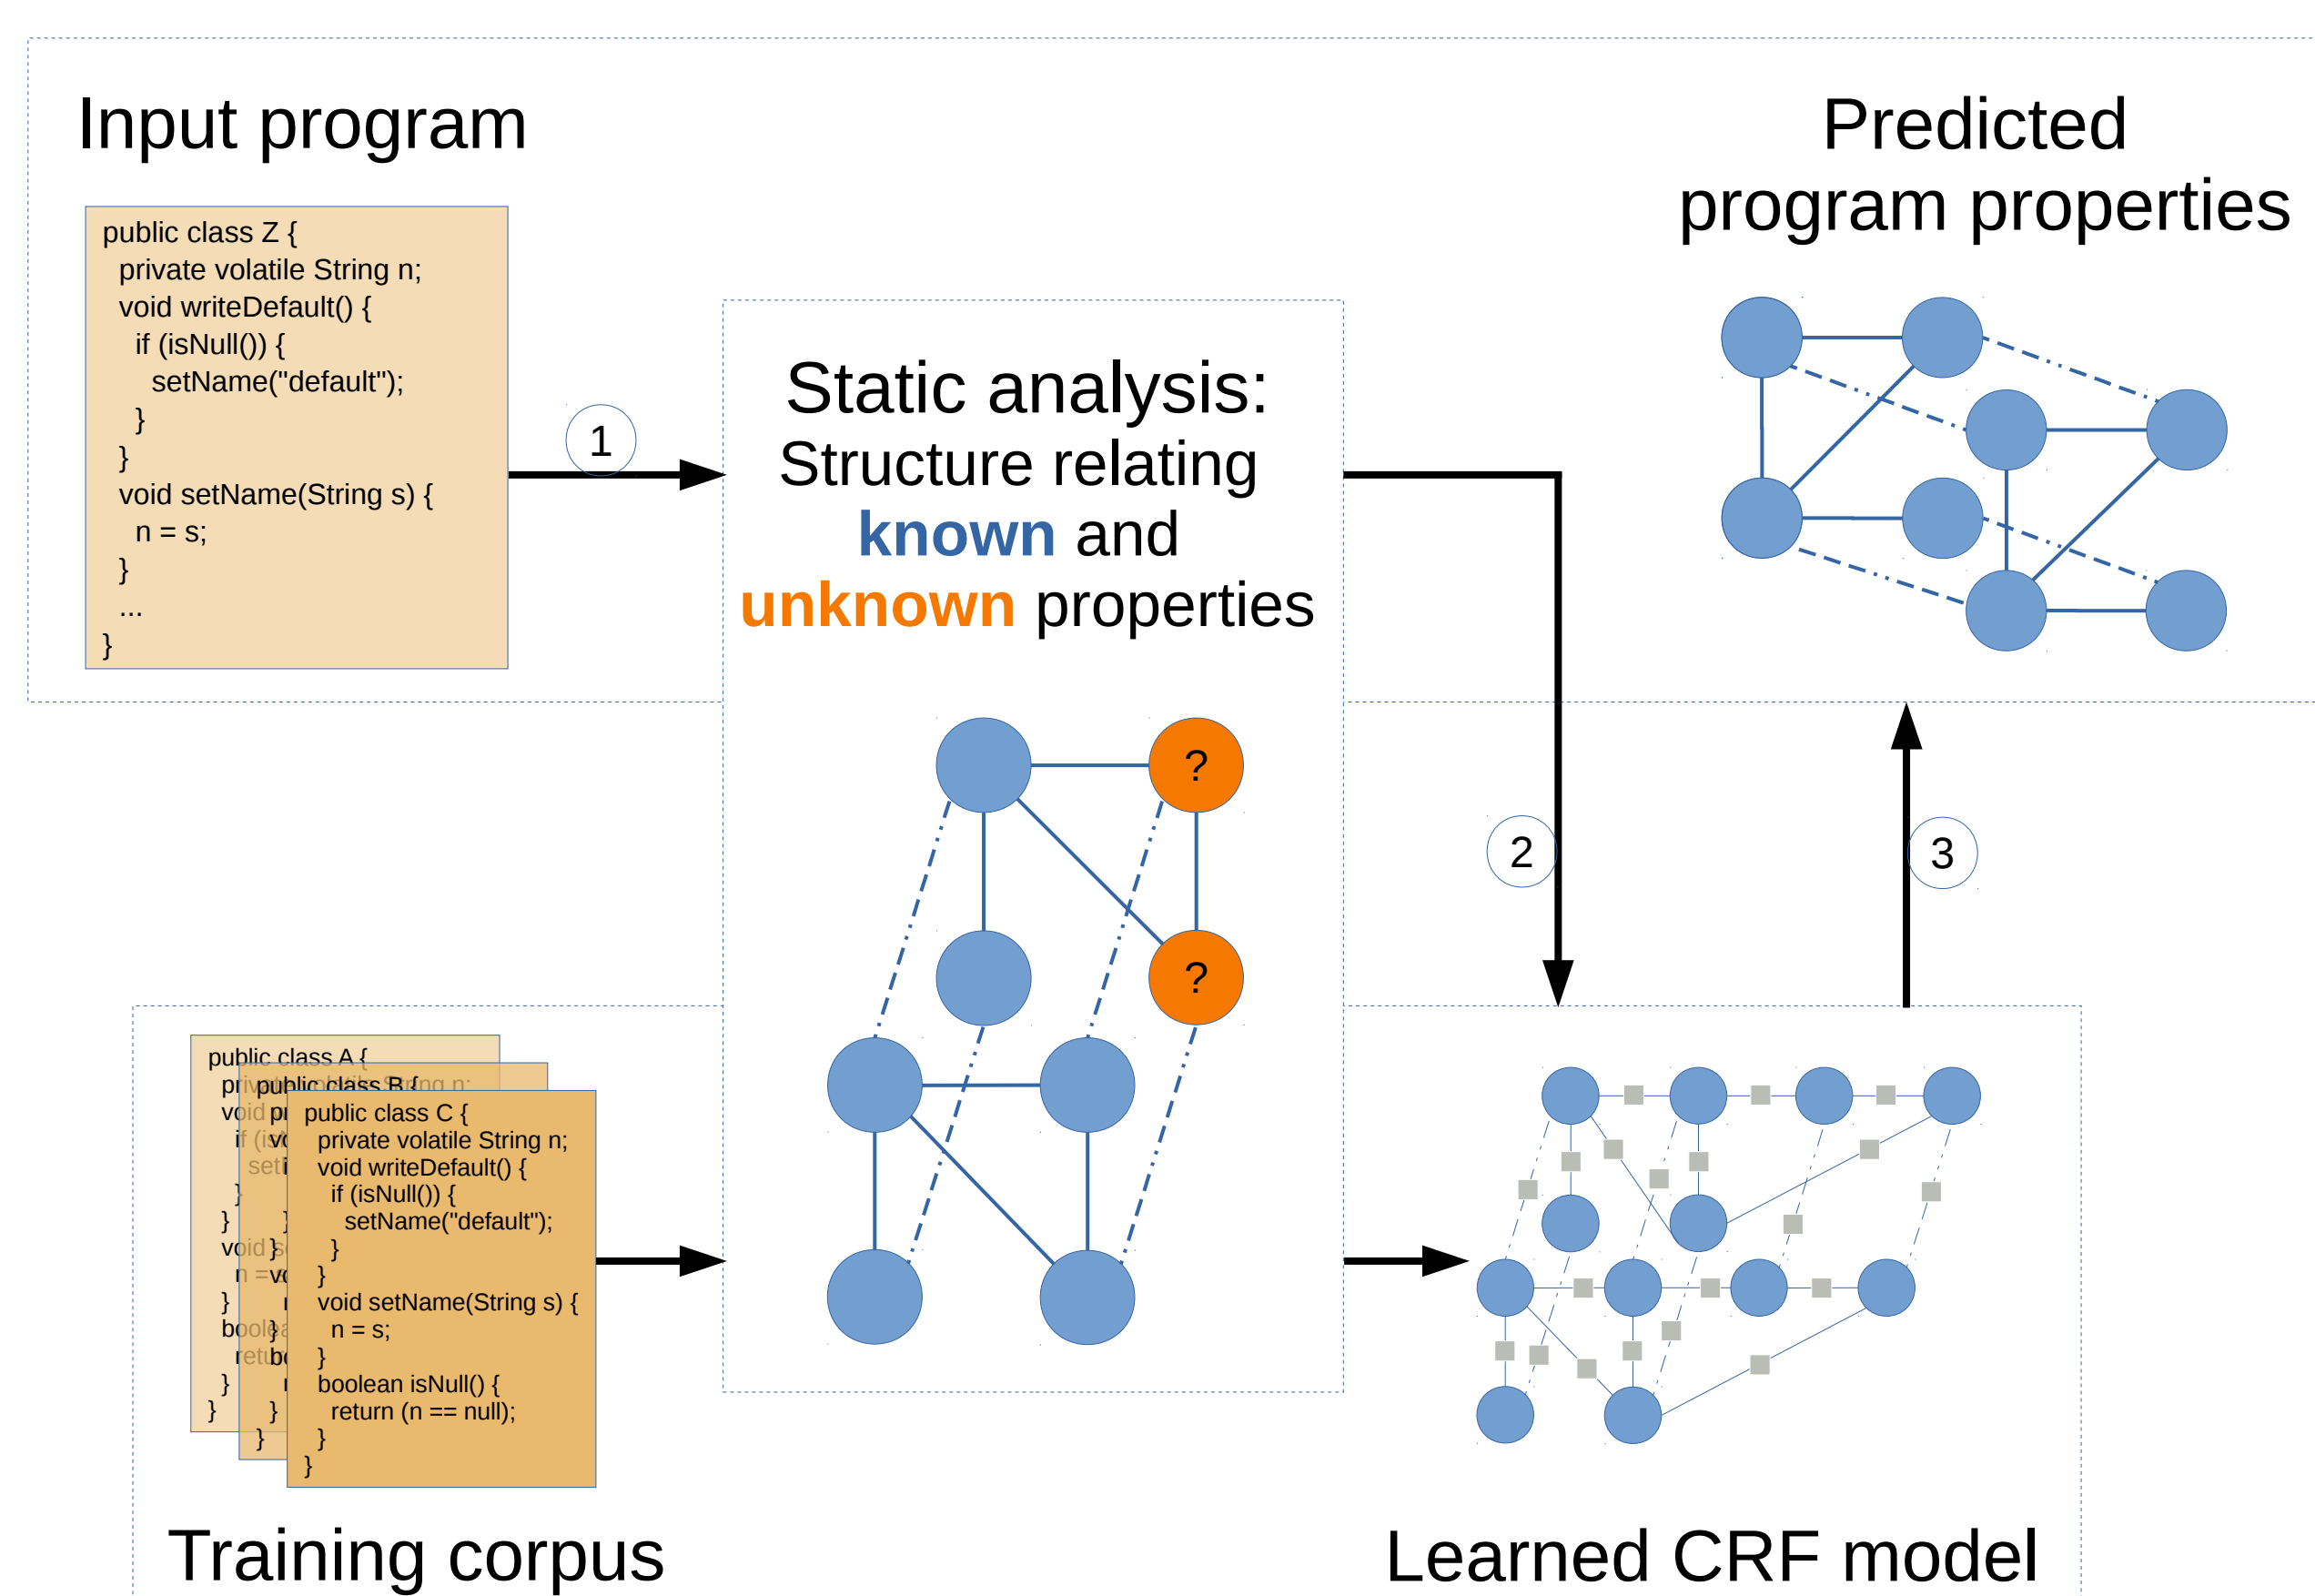 Input program
public class Z {
private volatile String n;
void writeDefault() {
if (isNull()) {
setName("default");
}
}
void setName(String s) {
n = s;
}
...
}
1
Static analysis:
Structure relating
known and
unknown properties
?
?
Predicted
program properties
2
3
public class A {
private volatile String n;
public class B {
public class C {
private volatile String n;
void writeDefault() {
if (isNull()) {
setName("default");
}
}
void setName(String s) {
n = s;
}
boolean isNull() {
return (n == null);
}
}
Training corpus
Learned CRF model